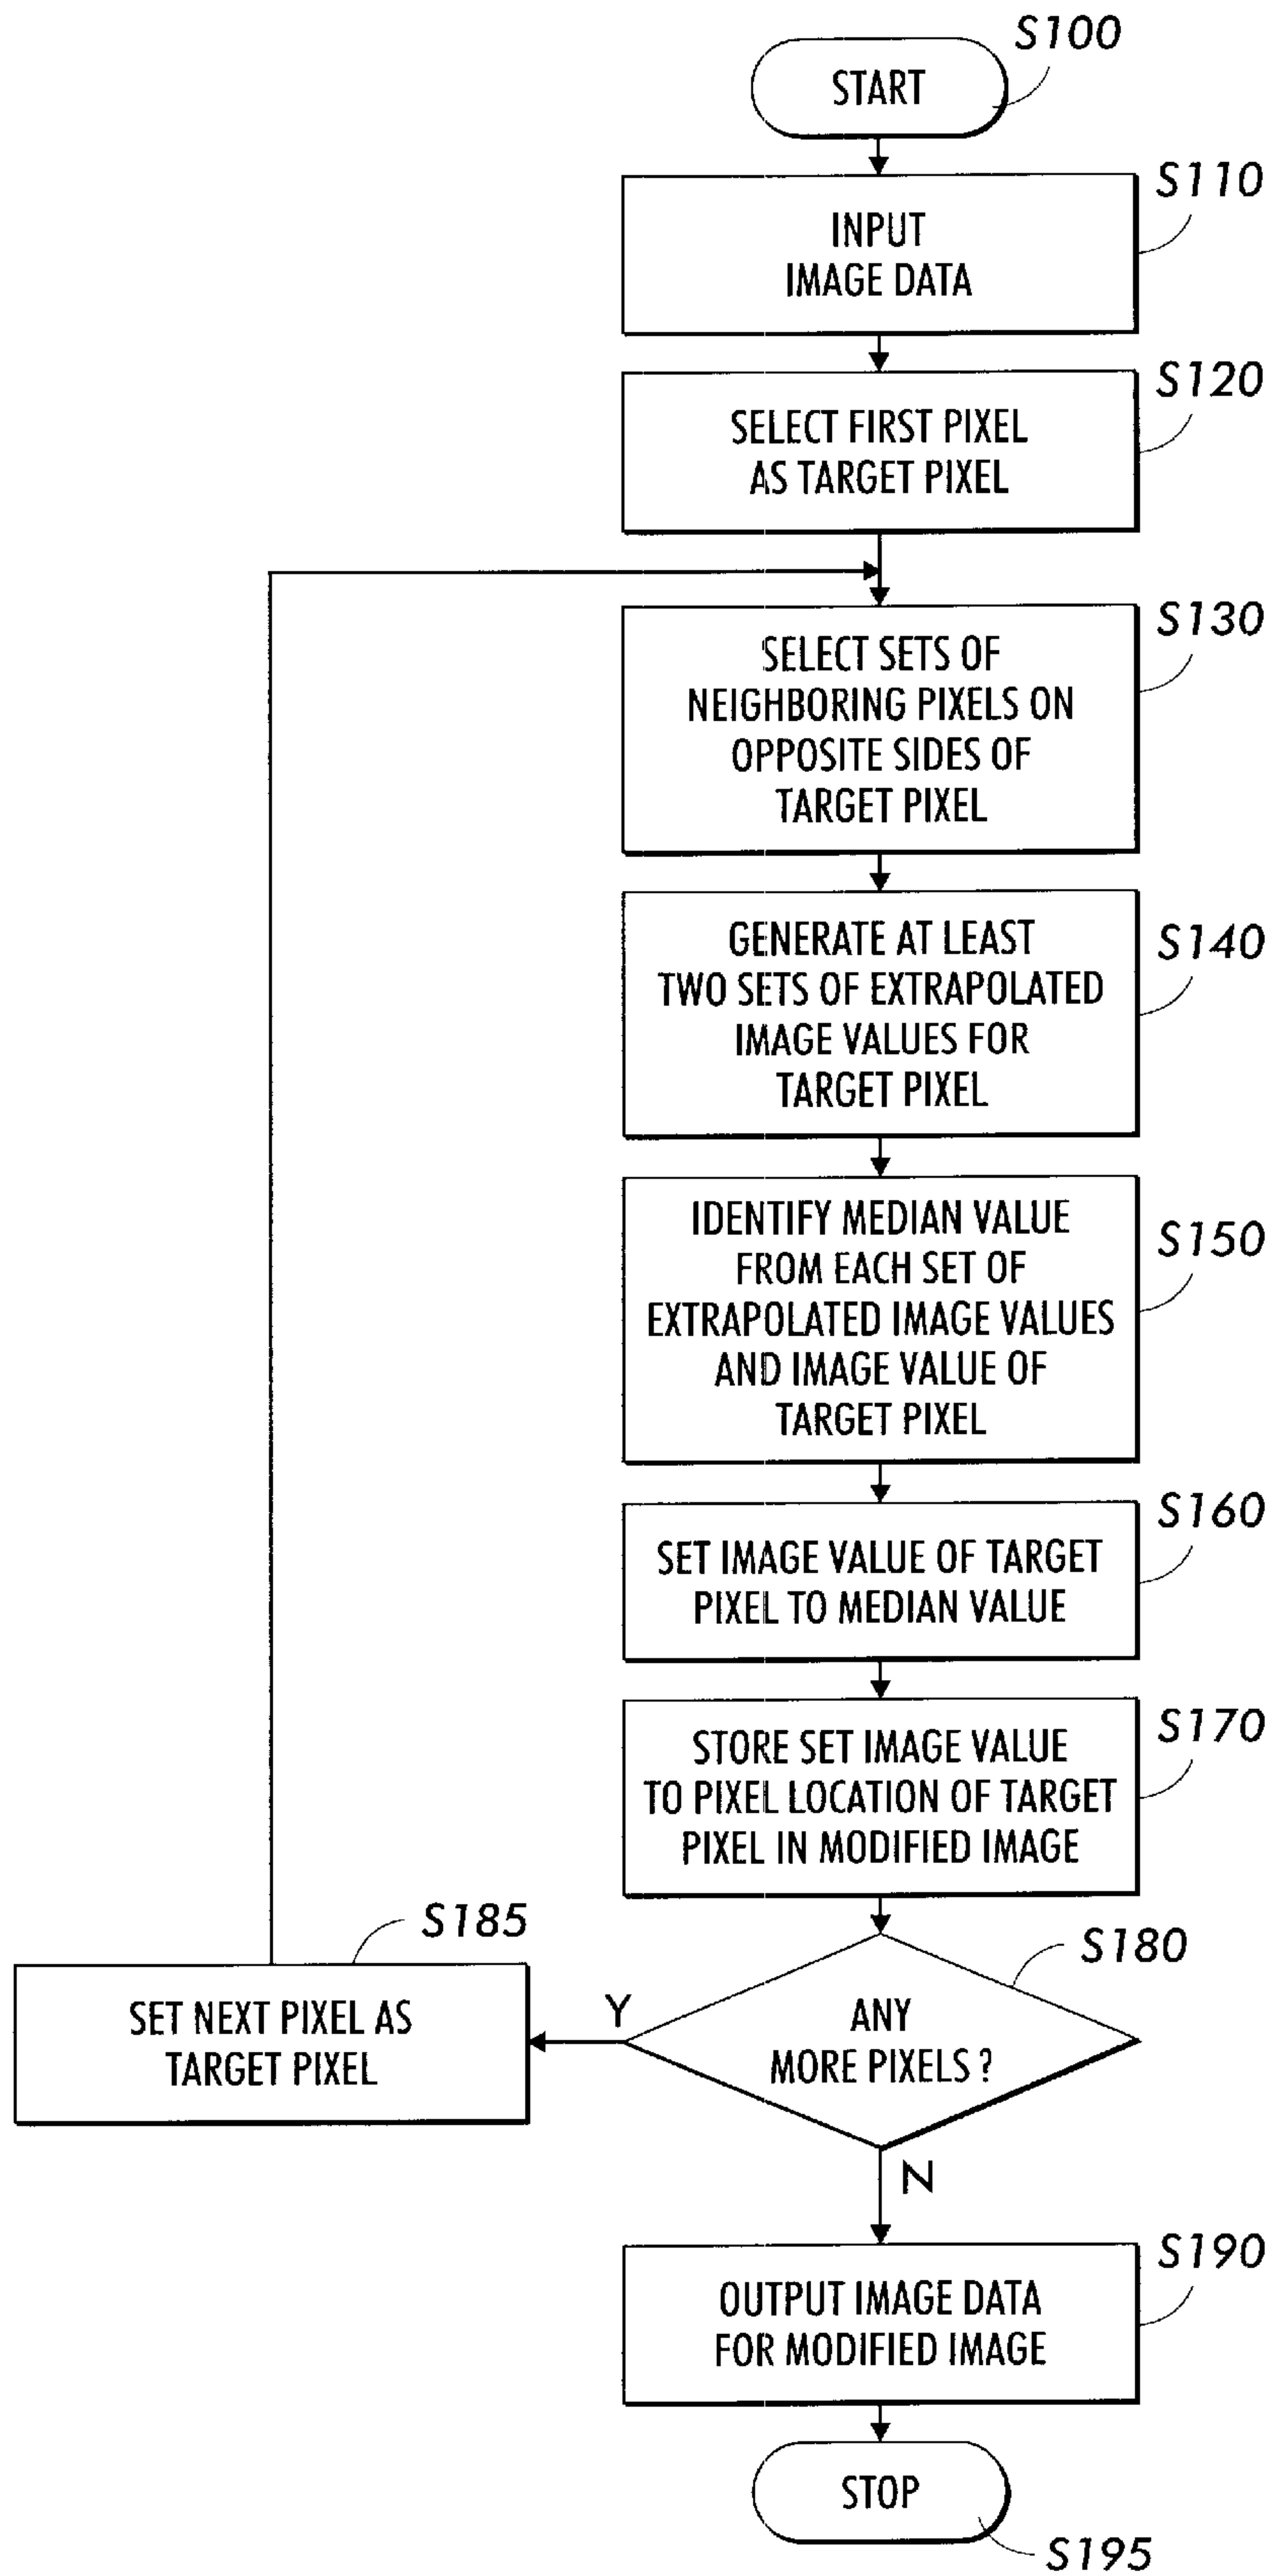 S100
START
S110
INPUT
IMAGE DATA
S120
SELECT FIRST PIXEL
AS TARGET PIXEL
S130
SELECT SETS OF
NEIGHBORING PIXELS ON
OPPOSITE SIDES OF
TARGET PIXEL
S140
GENERATE AT LEAST
TWO SETS OF EXTRAPOLATED
IMAGE VALUES FOR
TARGET PIXEL
S150
IDENTIFY MEDIAN VALUE
FROM EACH SET OF
EXTRAPOLATED IMAGE VALUES
AND IMAGE VALUE OF
TARGET PIXEL
S160
SET IMAGE VALUE OF TARGET
PIXEL TO MEDIAN VALUE
S170
STORE SET IMAGE VALUE
TO PIXEL LOCATION OF TARGET
PIXEL IN MODIFIED IMAGE
S180
ANY
MORE PIXELS ?
Y
S185
SET NEXT PIXEL AS
TARGET PIXEL
N
S190
OUTPUT IMAGE DATA
FOR MODIFIED IMAGE
STOP
S195